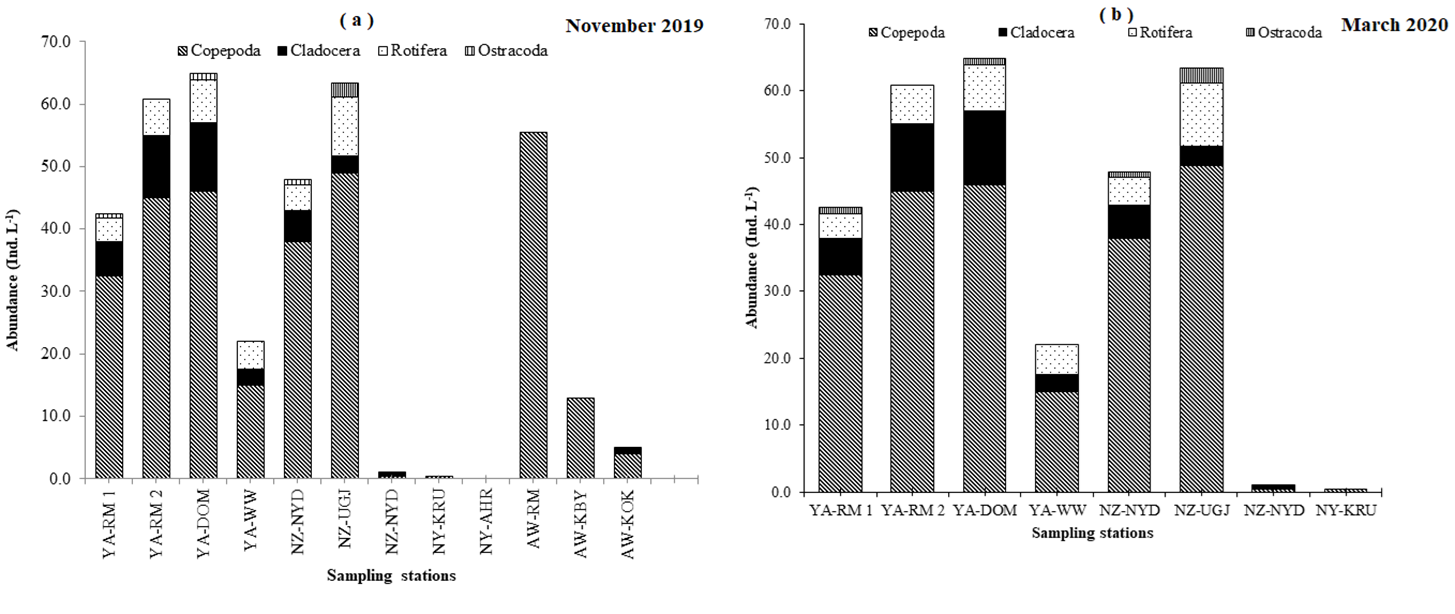 ( a )
November 2019
Copepoda Cladocera Rotifera Ostracoda
70.0
60.0
50.0
40.0
30.0
20.0
10.0
0.0
Abundance (Ind. L-1)
YA-RM 1
YA-RM 2
YA-DOM
YA-WW
NZ-NYD
NZ-UGJ
NZ-NYD
NY-KRU
NY-AHR
AW-RM
AW-KBY
AW-KOK
Sampling stations
( b )
March 2020
Copepoda Cladocera Rotifera Ostracoda
70.0
60.0
50.0
40.0
30.0
20.0
10.0
0.0
Abundance (Ind. L-1)
YA-RM 1 YA-RM 2 YA-DOM YA-WW NZ-NYD NZ-UGJ NZ-NYD NY-KRU
Sampling stations